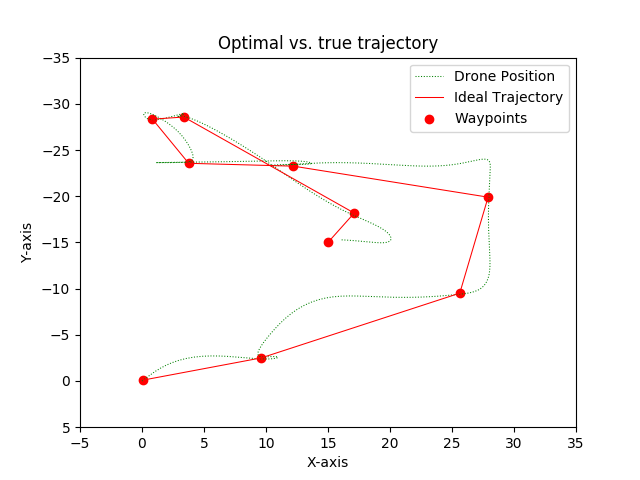 Optimal vs. true trajectory
−35
−30
−25
−20
−15
−10
−5
0
5
Y-axis
Drone Position
Ideal Trajectory
Waypoints
−5 0 5 10 15 20 25 30 35
X-axis